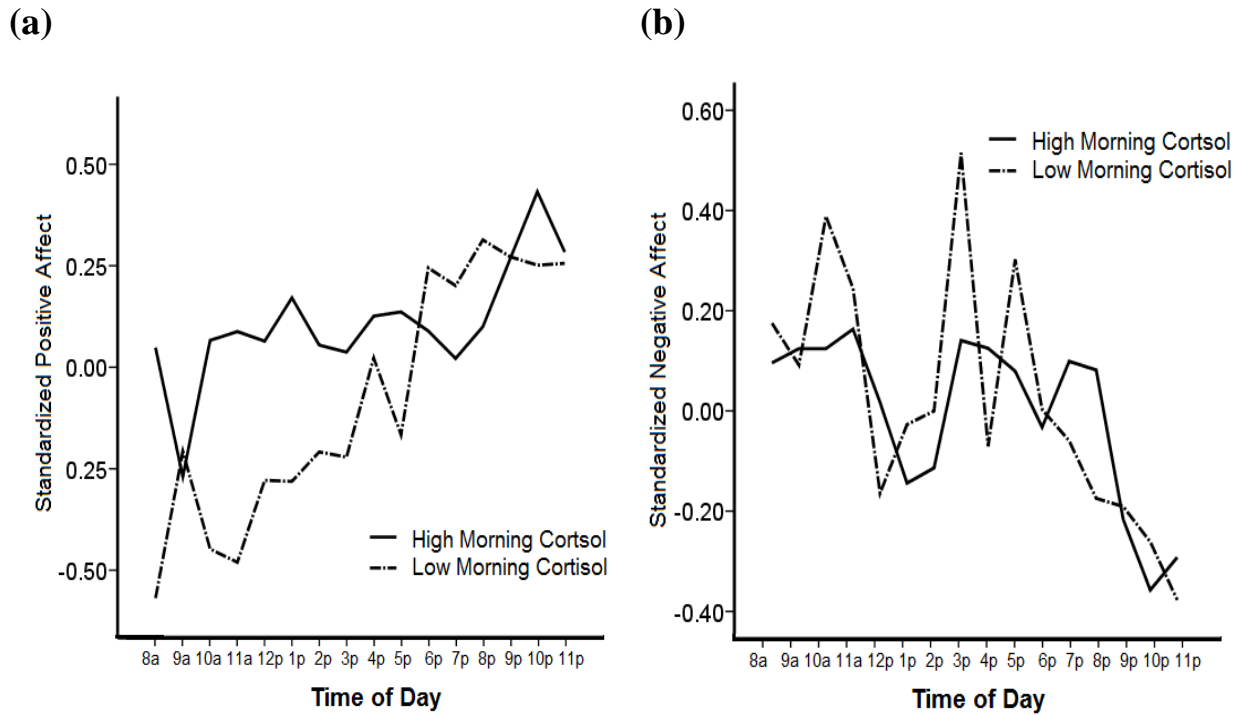 (a)
Standardized Positive Affect
0.50
0.25
0.00
0.25
-0.50
High Morning Cortsol
Low Morning Cortisol
8a 9a 10a 11a 12p 1p 2p 3p 4p 5p 6p 7p 8p 9p 10p 11p
Time of Day
(b)
Standardized Negative Affect
0.60
0.40
0.20
0.00
-0.20
-0.40
High Morning Cortsol
Low Morning Cortisol
8a 9a 10a 11a 12p 1p 2p 3p 4p 5p 6p 7p 8p 9p 10p 11p
Time of Day